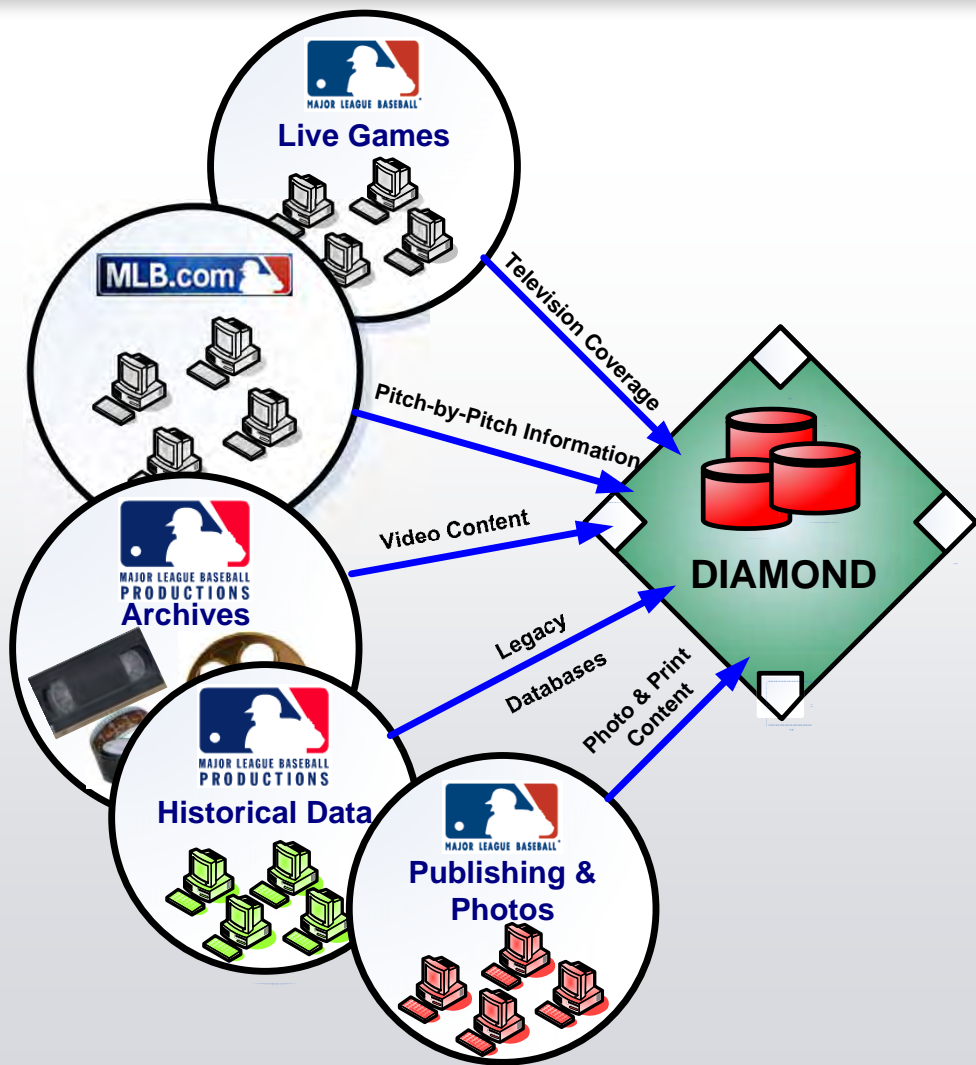 MAJOR LEAGUE BASEBALL
Live Games
MLB.com
MAJOR LEAGUE BASEBALL
PRODUCTIONS
Archives
MAJOR LEAGUE BASEBALL
PRODUCTIONS
Historical Data
MAJOR LEAGUE BASEBALL
Publishing &
Photos
Television Coverage
Pitch-by-Pitch Information
Video Content
Legacy
Databases
Photo & Print
Content
DIAMOND